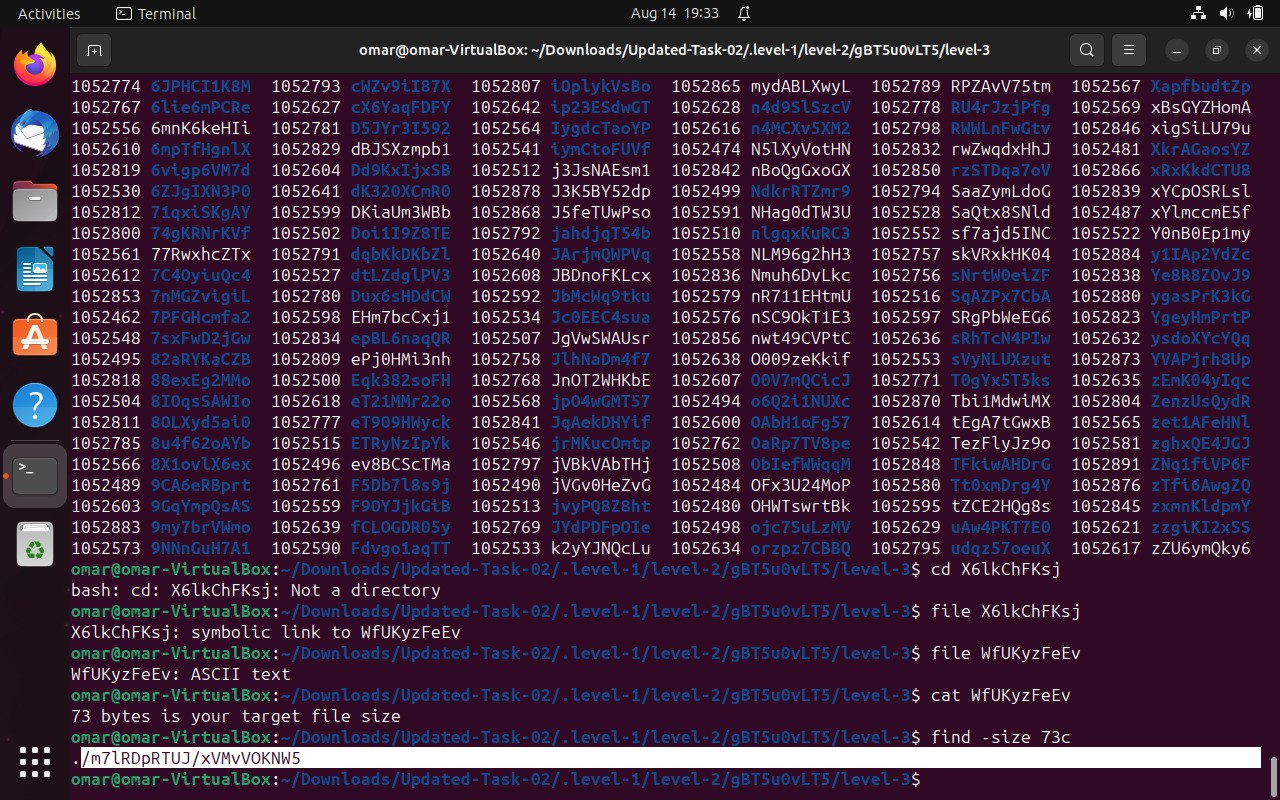 Activities Terminal Aug 14 19:33
omar@omar-VirtualBox: ~/Downloads/Updated-Task-02/.level-1/level-2/gBT5u0vLT5/level-3
1052774 6JPHCI1K8M 1052793 cWZv9iI87X 1052807 iOplykVsBo 1052865 mydABLXwyL 1052789 RPZAvV75tm 1052567 XapfbudtZp
1052767 6lie6mPCRe 1052627 cX6YaqFDFY 1052642 ip23ESdwGT 1052628 n4d9SlSzcV 1052778 RU4rJzjPfg 1052569 xBsGYZHomA
1052556 6mnK6keHIi 1052781 D5JYr3I592 1052564 IygdcTaoYP 1052616 n4MCXv5XM2 1052798 RWWLnFwGtv 1052846 xigSiLU79u
1052610 6mpTfHgnlX 1052829 dBJSXzmpb1 1052541 iymCtoFUVf 1052474 N5lXyVotHN 1052832 rwZwqdxHhJ 1052481 XkrAGaosYZ
1052819 6vigp6VM7d 1052604 Dd9KxIjxSB 1052512 j3JsNAEsm1 1052842 nBoQgGxoGX 1052850 rzSTDqa7oV 1052866 xRxKkdCTU8
1052530 6ZJgIXN3P0 1052641 dK320XCmR0 1052878 J3K5BY52dp 1052499 NdkrRTZmr9 1052794 SaaZymLdoG 1052839 xYCpOSRLsl
1052812 71qxiSKgAY 1052599 DKiaUm3WBb 1052868 J5feTUwPso 1052591 NHag0dTW3U 1052528 SaQtx8SNld 1052487 xYlmccmE5f
1052800 74gKRNrKVf 1052502 Doi1I9Z8TE 1052792 jahdjqT54b 1052510 nlgqxKuRC3 1052552 sf7ajd5INC 1052722 Y0nB0Ep1my
1052561 77RwxhcZTx 1052791 dqbKkDKbZl 1052640 JArjmQWPVq 1052558 NLM96g2hH3 1052757 skVRxkHK04 1052884 y1IAp2YdZc
1052612 7C4OyiuQc4 1052527 dtLZdglPV3 1052608 JBDnoFKLcx 1052836 Nmuh6DvLkc 1052756 sNrtW0eiZF 1052838 Ye8R8ZOvJ9
1052853 7nMGZvigiL 1052780 Dux6sHDdCW 1052592 JbMcWq9tku 1052579 nR711EHtmU 1052516 SqAZPx7CbA 1052880 ygasPrK3kG
1052462 7PFGHcmfa2 1052598 EHm7bcCxj1 1052534 Jc0EEC4sua 1052576 nSC9OkT1E3 1052597 SRgPbWeEG6 1052823 YgeyHmPrtP
1052548 7sxFwD2jGw 1052834 epBL6naqQR 1052507 JgVwSWAUsr 1052856 nwt49CVPtC 1052636 sRhTcN4PIw 1052572 ysdoXYcYQq
1052495 82aRYKaCZB 1052809 ePj0HMi3nh 1052758 JlhNaDm4f7 1052638 O009zeKkif 1052553 sVyNLUXzut 1052873 YVAPjrh8Up
1052818 88exEg2MMo 1052500 Eqk382soFH 1052768 JnOT2WHKbE 1052607 O0V7mQCicJ 1052771 T0gYx5T5ks 1052635 zEmK04yIqc
1052504 8IOqsSAWIo 1052618 eT21MMr22o 1052568 jpO4wGMT57 1052494 o6Q2i1NUXc 1052870 Tbi1MdwiMX 1052804 ZenzUsQydR
1052811 8OLXyd5ai0 1052777 eT909HWyck 1052841 JqAekDHYif 1052600 OAbH1oFg57 1052614 tEgA7tGwxB 1052565 zet1AFeHNl
1052785 8u4f62oAYb 1052515 ETRyNzIpYk 1052546 jrMKucOmtp 1052762 OaRp7TV8pe 1052542 TezFlyJz9o 1052581 zghxQE4JGJ
1052566 8X1ovlX6ex 1052496 ev8BCScTMa 1052797 jVBkVAbTHj 1052508 ObIefWWqqM 1052848 TFkiwAHDrG 1052891 ZNq1fiVP6F
1052489 9CA6eRBprt 1052761 F5Db7l8s9j 1052490 jVGv0HeZvG 1052484 OFx3U24MoP 1052580 Tt0xmDrg4Y 1052876 zTfi6AwgZQ
1052603 9GqYmpQsAS 1052559 F9OYJjkGiB 1052513 jvyPQ8Z8ht 1052480 OHWTswrtBk 1052595 tZCE2HQg8s 1052835 zxmnKldpmY
1052883 9my7brVWmo 1052639 fCLOGDR05y 1052769 JYdPDFpOIe 1052498 ojc7SuLzMV 1052629 uAw4PKT7E0 1052621 zzgiKI2xSS
1052573 9NNnGuH7A1 1052590 Fdvgo1aqTT 1052533 k2yYJNQcLu 1052634 orzpz7CBBQ 1052795 udqz57oeuX 1052617 zZU6ymQky6
omar@omar-VirtualBox:~/Downloads/Updated-Task-02/.level-1/level-2/gBT5u0vLT5/level-3$ cd X6lkChFKsj
bash: cd: X6lkChFKsj: Not a directory
omar@omar-VirtualBox:~/Downloads/Updated-Task-02/.level-1/level-2/gBT5u0vLT5/level-3$ file X6lkChFKsj
X6lkChFKsj: symbolic link to WfUKyzFeEv
omar@omar-VirtualBox:~/Downloads/Updated-Task-02/.level-1/level-2/gBT5u0vLT5/level-3$ file WfUKyzFeEv
WfUKyzFeEv: ASCII text
omar@omar-VirtualBox:~/Downloads/Updated-Task-02/.level-1/level-2/gBT5u0vLT5/level-3$ cat WfUKyzFeEv
73 bytes is your target file size
omar@omar-VirtualBox:~/Downloads/Updated-Task-02/.level-1/level-2/gBT5u0vLT5/level-3$ find -size 73c
./m7lRDpRTUJ/xVMvVOKNW5
omar@omar-VirtualBox:~/Downloads/Updated-Task-02/.level-1/level-2/gBT5u0vLT5/level-3$